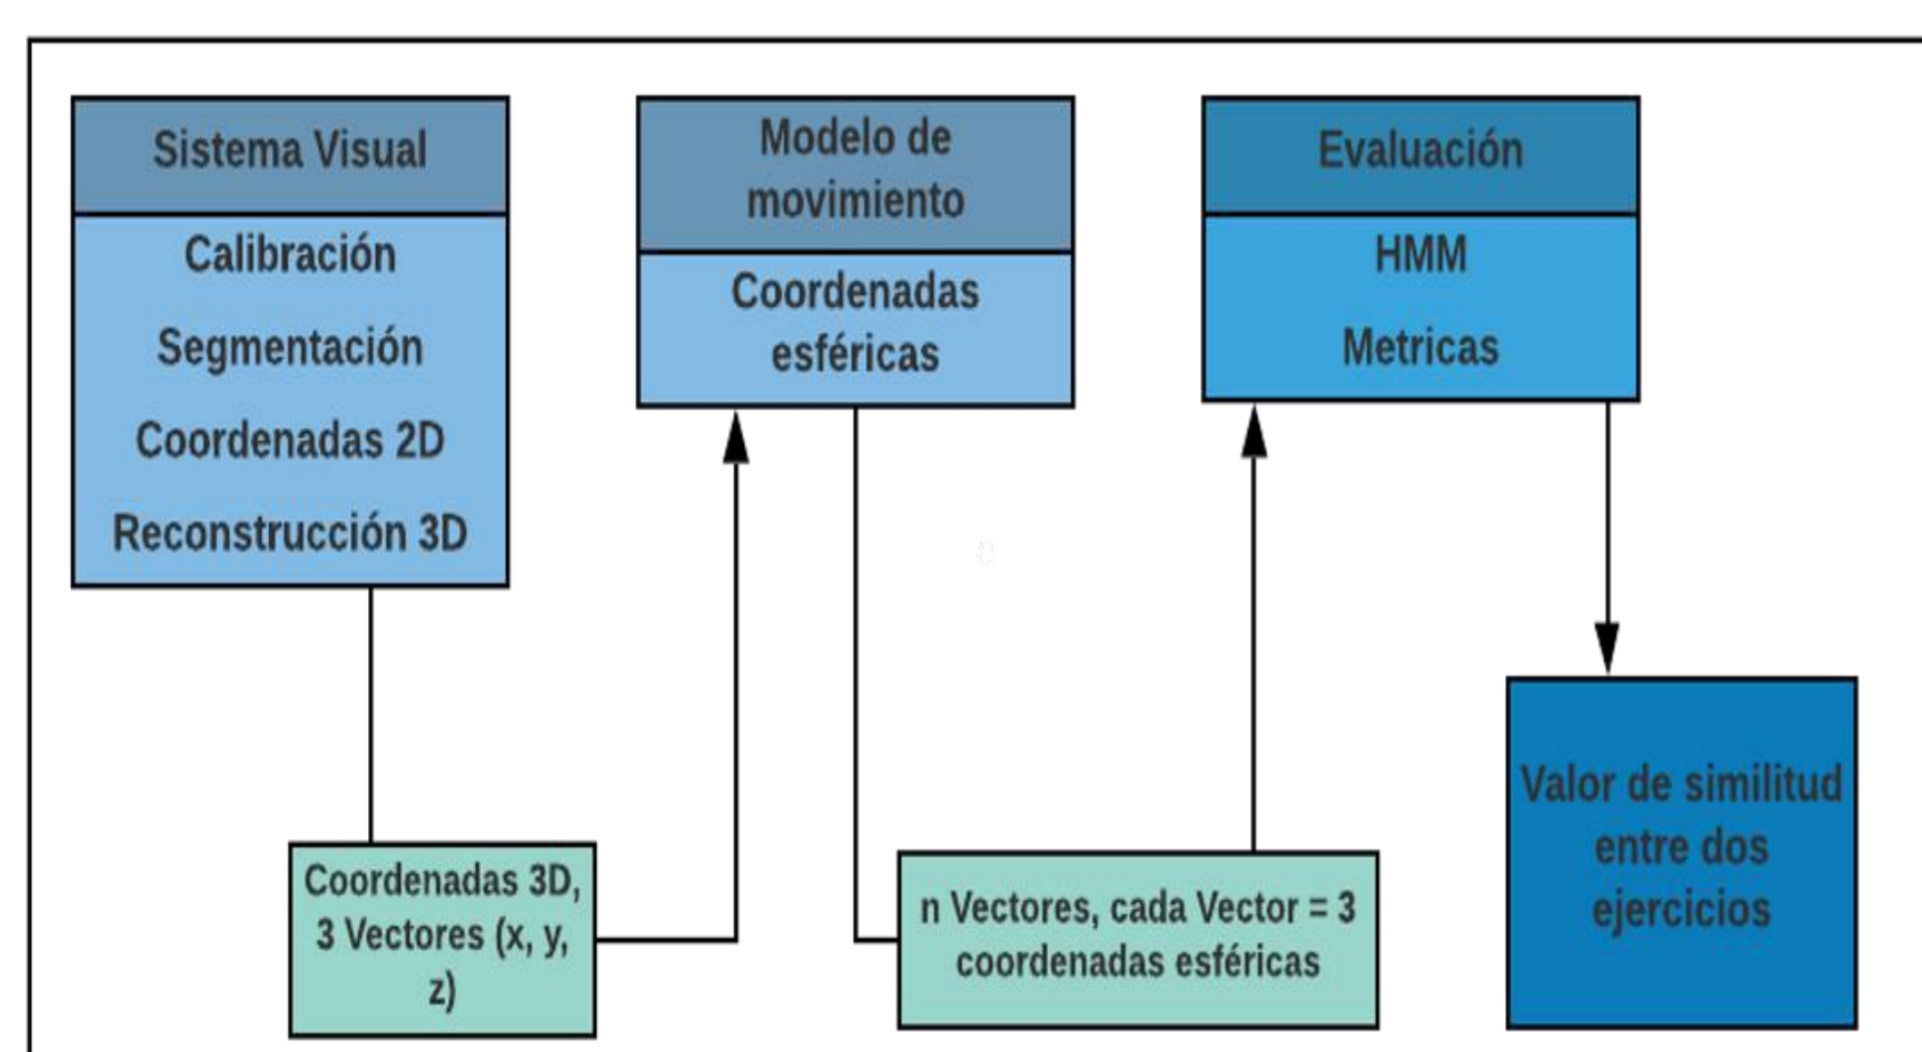 Sistema Visual
Calibración
Segmentación
Coordenadas 2D
Reconstrucción 3D
Modelo de
movimiento
Coordenadas
esféricas
Evaluación
HMM
Metricas
Coordenadas 3D,
3 Vectores (x, y,
z)
n Vectores, cada Vector = 3
coordenadas esféricas
Valor de similitud
entre dos
ejercicios